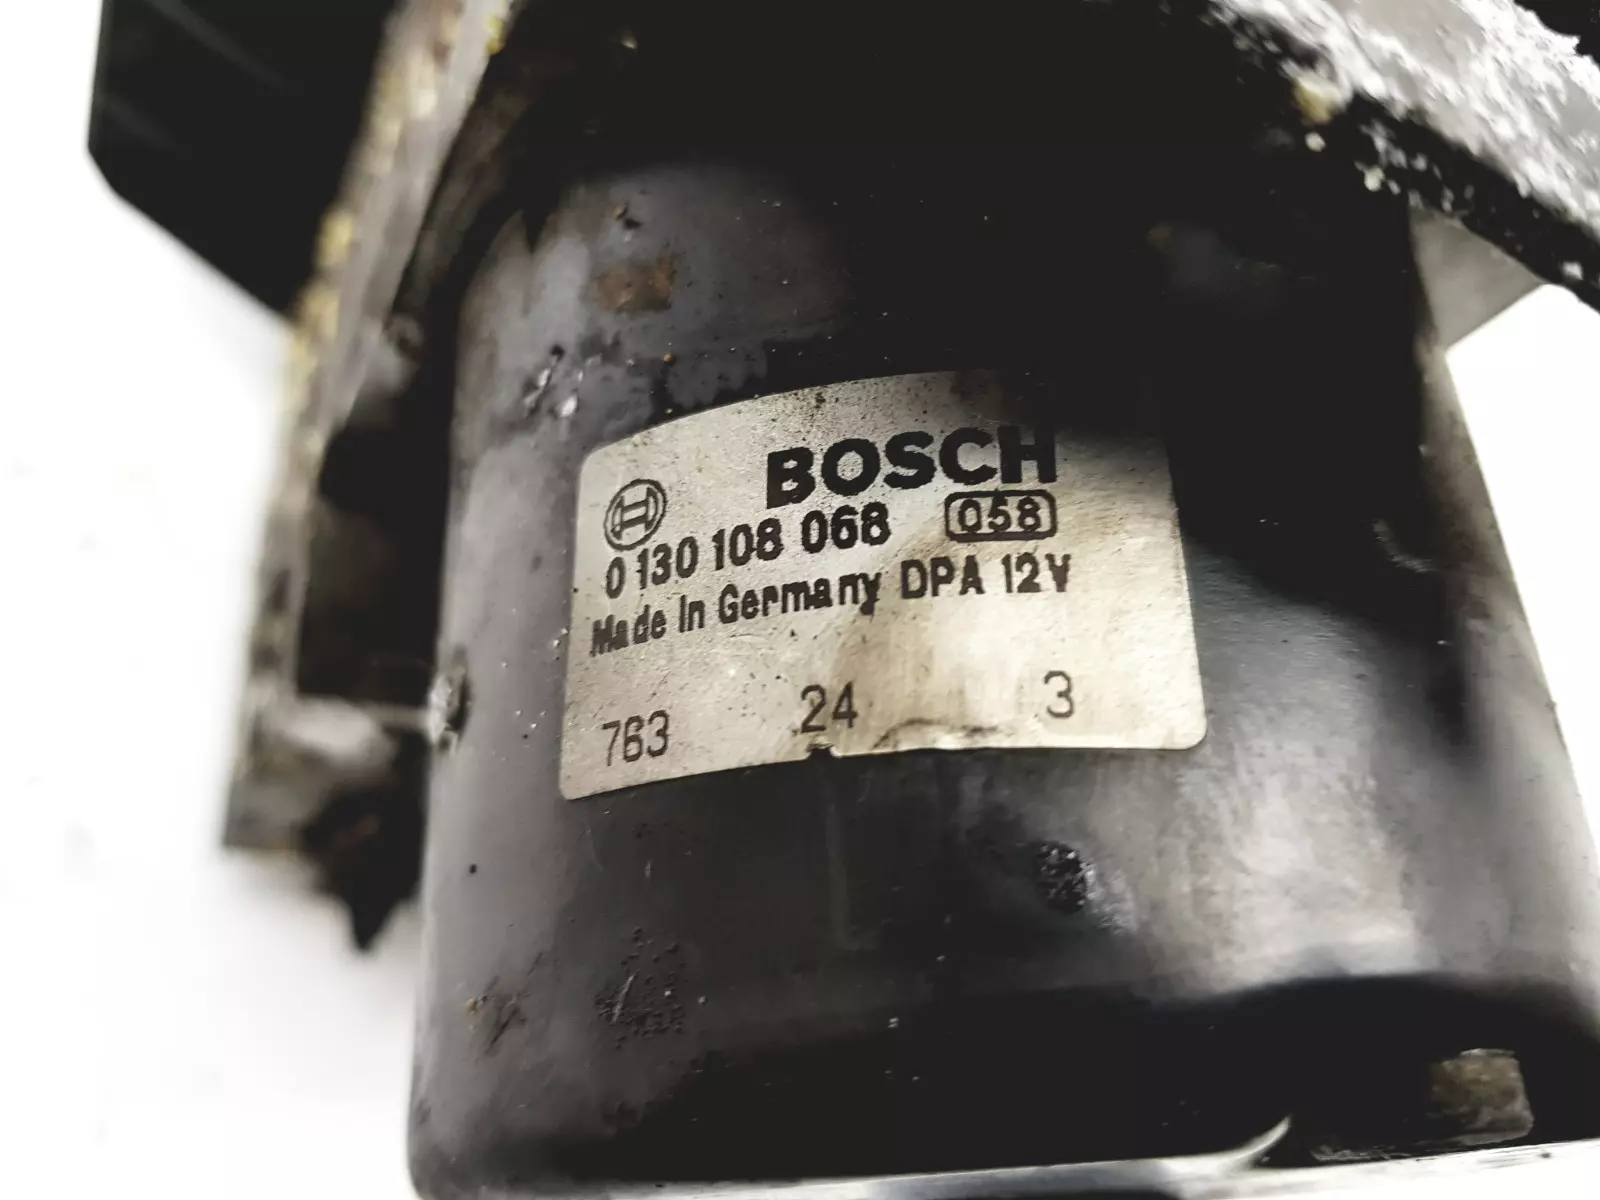 BOSCH
0 130 108 068 058
Made in Germany DPA 12V
763 24 3